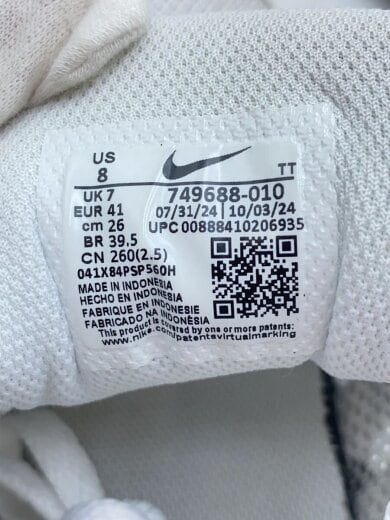 US
8
TT
UK 7
749688-010
EUR 41
07/31/24 | 10/03/24
cm 26
UPC 00888410206935
BR 39.5
CN 260(2.5)
041X84PSP560H
MADE IN INDONESIA
HECHO EN INDONESIA
FABRIQUE EN INDONESIE
FABRICADO NA INDONÉSIA
This product is covered by one or more patents:
www.nike.com/patentsvirtualmarking